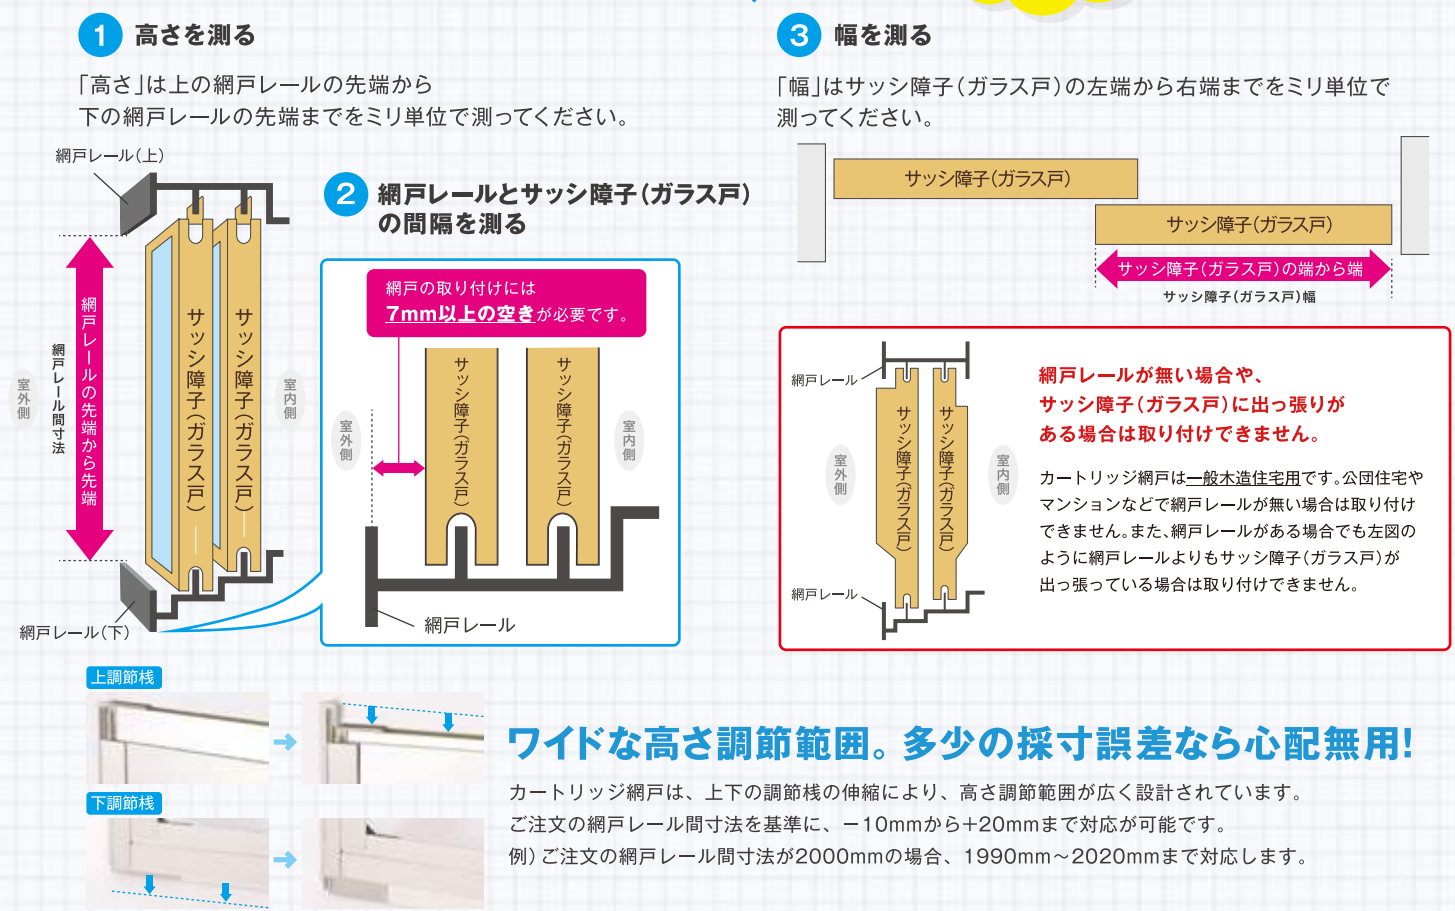 1 高さを測る
「高さ」は上の網戸レールの先端から
下の網戸レールの先端までをミリ単位で測ってください。
網戸レール(上)
網戸レールの先端から先端
網戸レール間寸法
室外側
サッシ障子(ガラス戸)
サッシ障子(ガラス戸)
室内側
網戸レール(下)
2 網戸レールとサッシ障子(ガラス戸)
の間隔を測る
網戸の取り付けには
7mm以上の空きが必要です。
室外側
サッシ障子(ガラス戸)
サッシ障子(ガラス戸)
室内側
網戸レール
3 幅を測る
「幅」はサッシ障子(ガラス戸)の左端から右端までをミリ単位で
測ってください。
サッシ障子(ガラス戸)
サッシ障子(ガラス戸)
サッシ障子(ガラス戸)の端から端
サッシ障子(ガラス戸)幅
網戸レール
室外側
サッシ障子(ガラス戸)
サッシ障子(ガラス戸)
室内側
網戸レール
網戸レールが無い場合や、
サッシ障子(ガラス戸)に出っ張りが
ある場合は取り付けできません。
カートリッジ網戸は一般木造住宅用です。公団住宅や
マンションなどで網戸レールが無い場合は取り付け
できません。また、網戸レールがある場合でも左図の
ように網戸レールよりもサッシ障子(ガラス戸)が
出っ張っている場合は取り付けできません。
上調節桟
下調節桟
ワイドな高さ調節範囲。多少の採寸誤差なら心配無用!
カートリッジ網戸は、上下の調節桟の伸縮により、高さ調節範囲が広く設計されています。
ご注文の網戸レール間寸法を基準に、−10mmから+20mmまで対応が可能です。
例)ご注文の網戸レール間寸法が2000mmの場合、1990mm〜2020mmまで対応します。